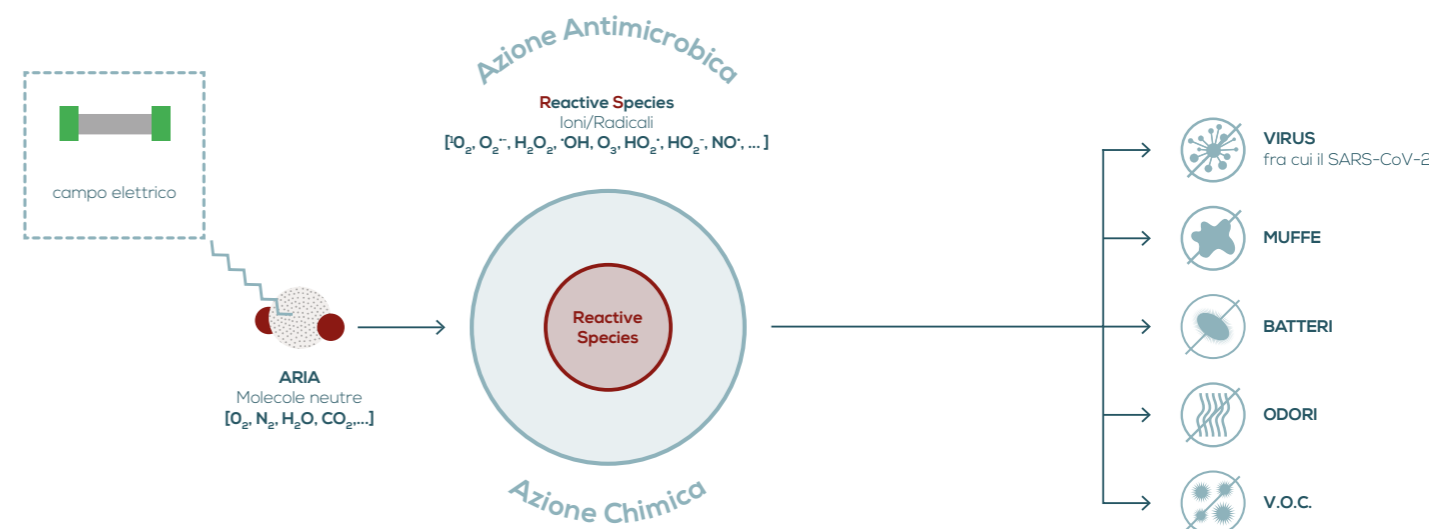 Azione Antimicrobica
Reactive Species
Ioni/Radicali
[¹O₂, O₂˙⁻, H₂O₂, ˙OH, O₃, HO₂˙, HO₂⁻, NO˙, ... ]
campo elettrico
ARIA
Molecole neutre
[O₂, N₂, H₂O, CO₂,...]
Reactive
Species
Azione Chimica
VIRUS
fra cui il SARS-CoV-2
MUFFE
BATTERI
ODORI
V.O.C.